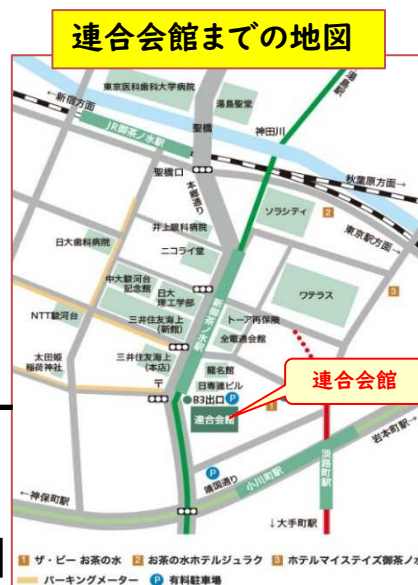 連合会館までの地図
東京医科歯科大学病院
湯島聖堂
湯島駅
←新宿方面
JR御茶ノ水駅
聖橋
神田川
聖橋口
秋葉原方面→
本郷通り
ソラシティ
2
東京駅方面→
井上眼科病院
日大歯科病院
ニコライ堂
3
中大駿河台
記念館
日大
理工学部
新御茶ノ水駅
ワテラス
NTT駿河台
三井住友海上
(新館)
トーア再保険
全電通会館
太田姫
稲荷神社
三井住友海上
(本店)
龍名館
日専連ビル
〒
B3出口
P
連合会館
連合会館
1
岩本町駅→
P
靖国通り
小川町駅
淡路町駅
←神保町駅
↓大手町駅
1 ザ・ビー お茶の水 2 お茶の水ホテルジュラク 3 ホテルマイステイズ御茶ノ水
パーキングメーター P 有料駐車場